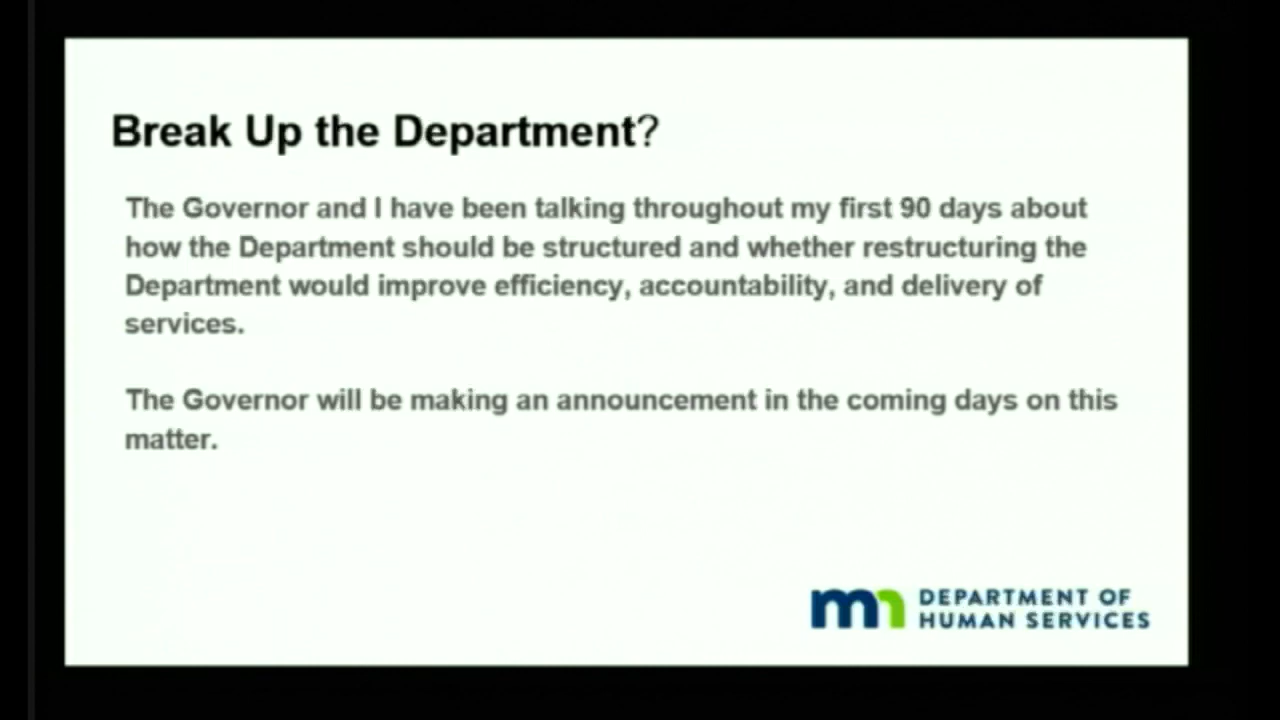 Break Up the Department?
The Governor and I have been talking throughout my first 90 days about
how the Department should be structured and whether restructuring the
Department would improve efficiency, accountability, and delivery of
services.
The Governor will be making an announcement in the coming days on this
matter.
mn DEPARTMENT OF
HUMAN SERVICES